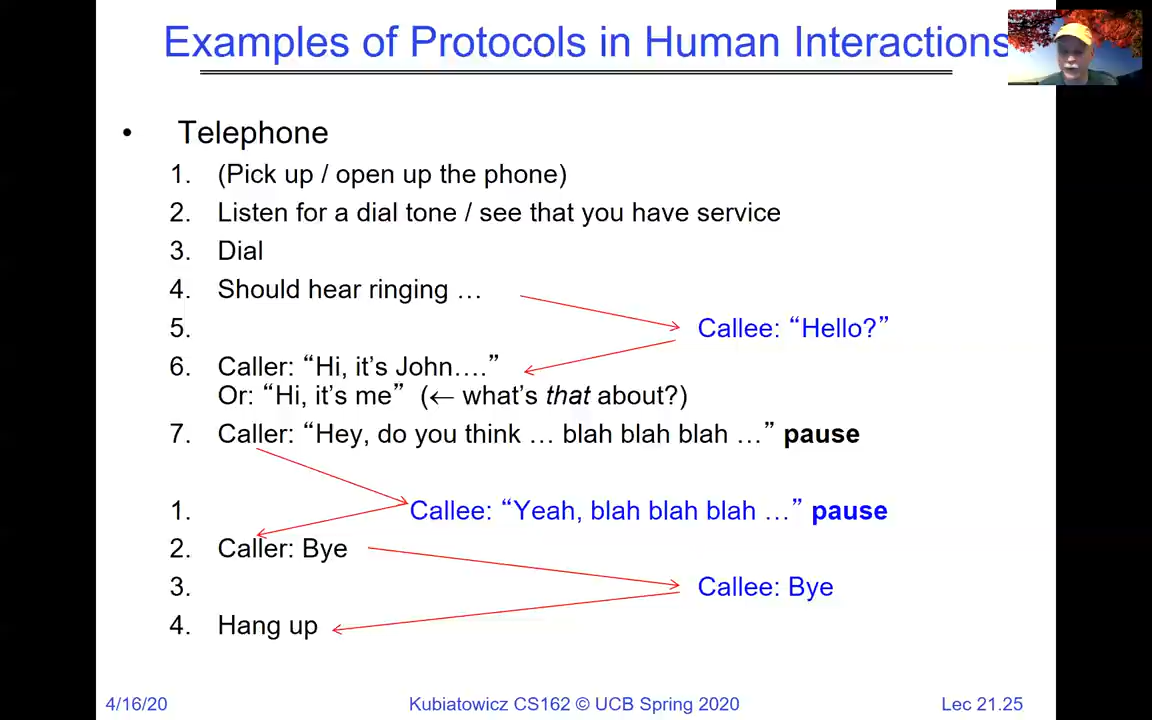 Examples of Protocols in Human Interactions
• Telephone
1. (Pick up / open up the phone)
2. Listen for a dial tone / see that you have service
3. Dial
4. Should hear ringing …
5. Callee: “Hello?”
6. Caller: “Hi, it’s John….”
Or: “Hi, it’s me” (← what’s that about?)
7. Caller: “Hey, do you think … blah blah blah …” pause
1. Callee: “Yeah, blah blah blah …” pause
2. Caller: Bye
3. Callee: Bye
4. Hang up
4/16/20 Kubiatowicz CS162 © UCB Spring 2020 Lec 21.25